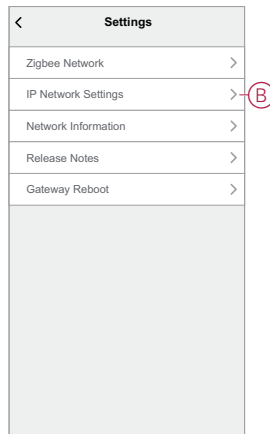 Settings
Zigbee Network
IP Network Settings
B
Network Information
Release Notes
Gateway Reboot